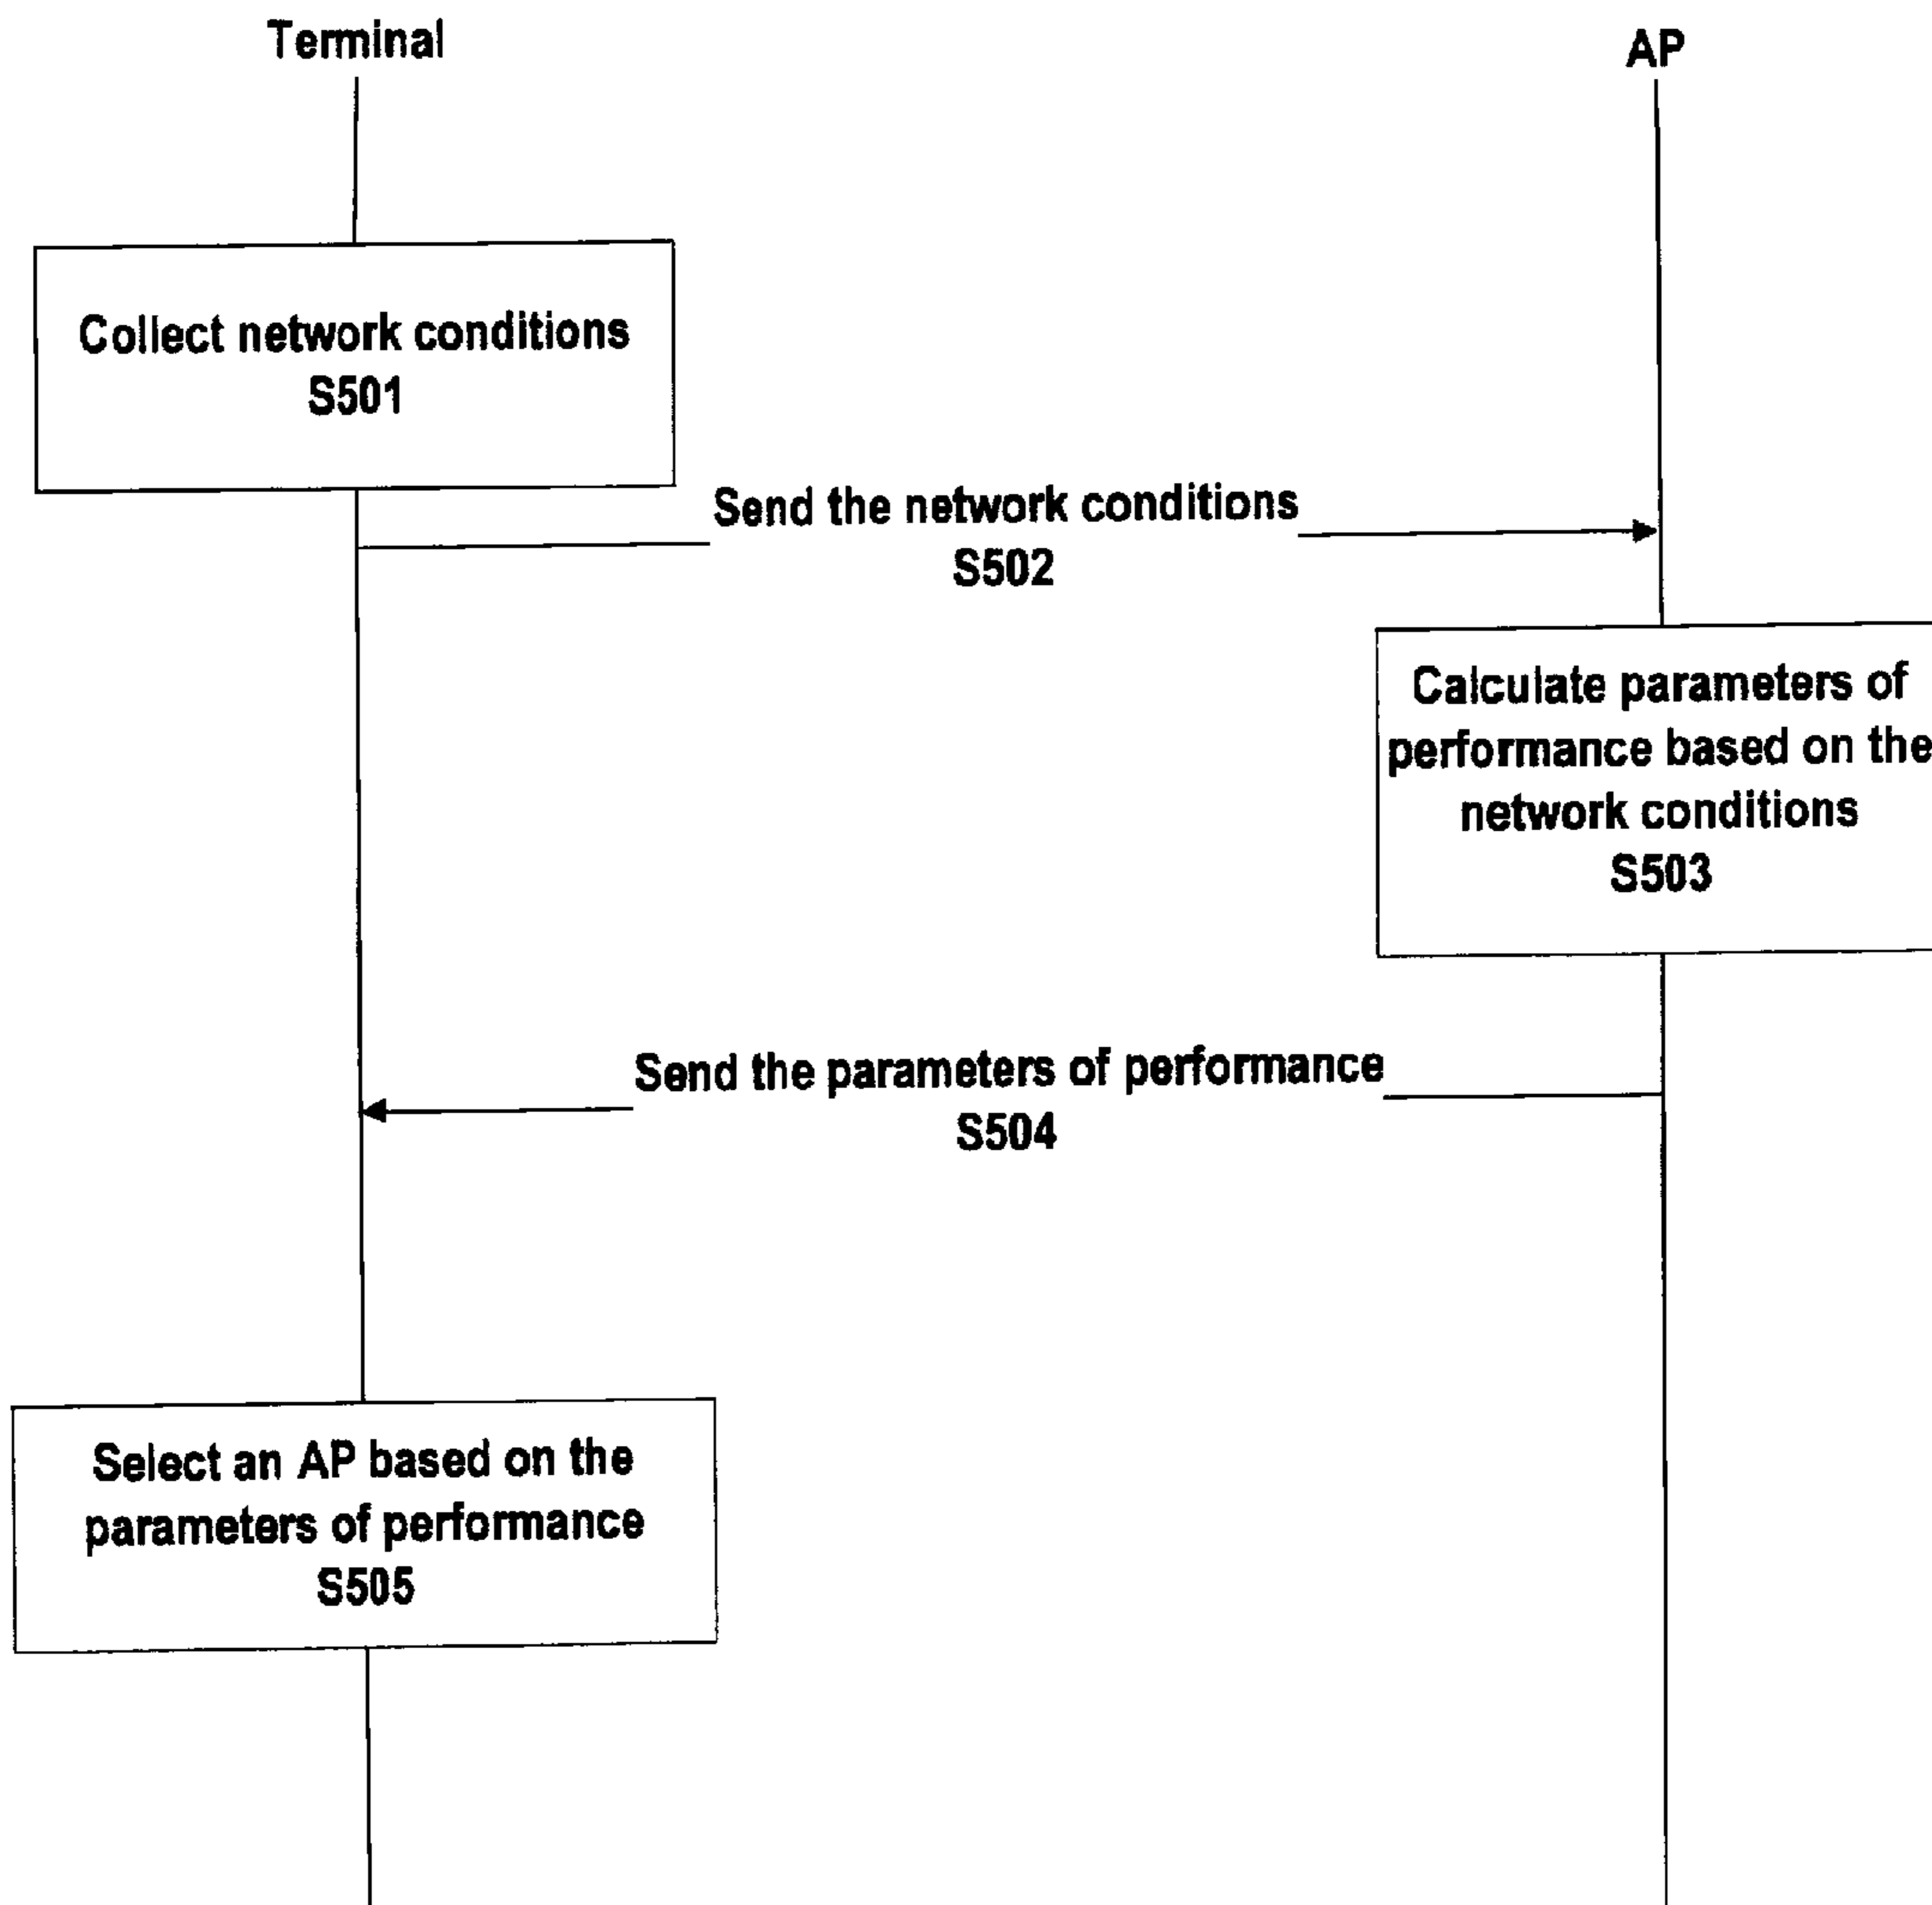 Terminal
AP
Collect network conditions
S501
Send the network conditions
S502
Calculate parameters of
performance based on the
network conditions
S503
Send the parameters of performance
S504
Select an AP based on the
parameters of performance
S505